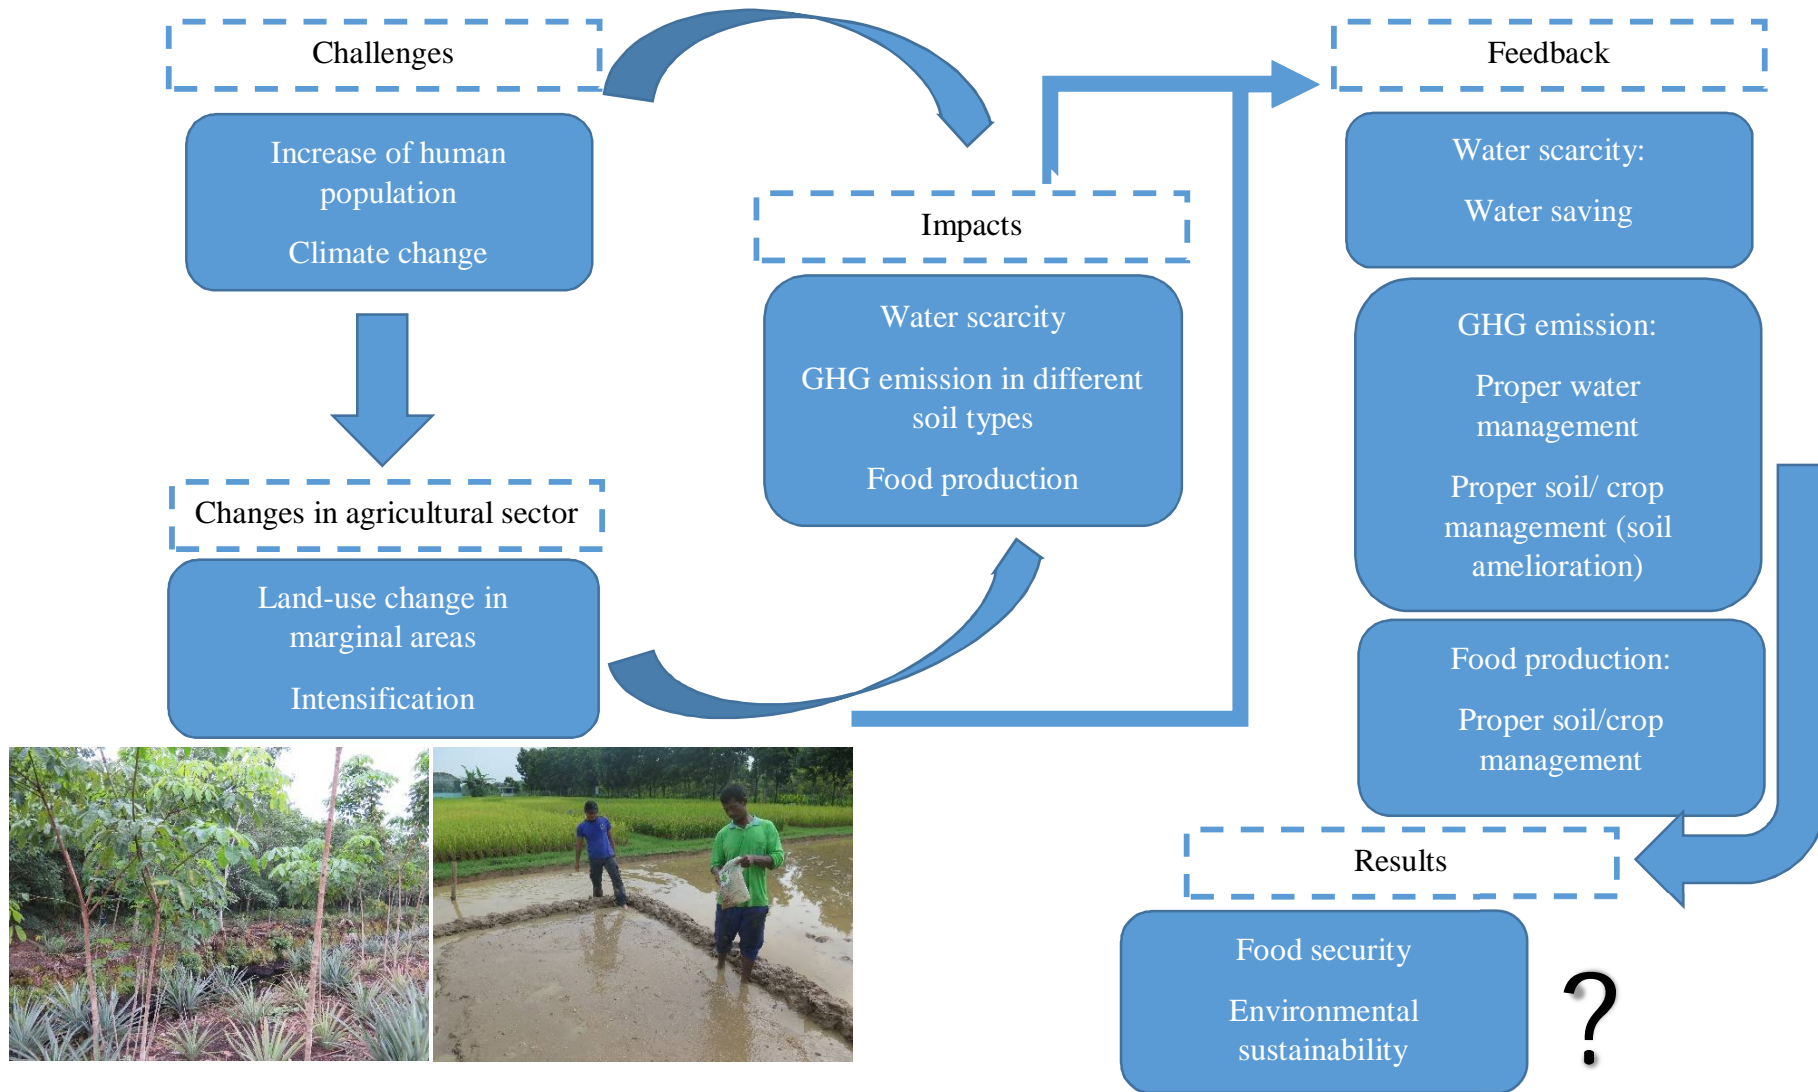 Challenges
Increase of human
population
Climate change
Changes in agricultural sector
Land-use change in
marginal areas
Intensification
Impacts
Water scarcity
GHG emission in different
soil types
Food production
Feedback
Water scarcity:
Water saving
GHG emission:
Proper water
management
Proper soil/ crop
management (soil
amelioration)
Food production:
Proper soil/crop
management
Results
Food security
Environmental
sustainability
?